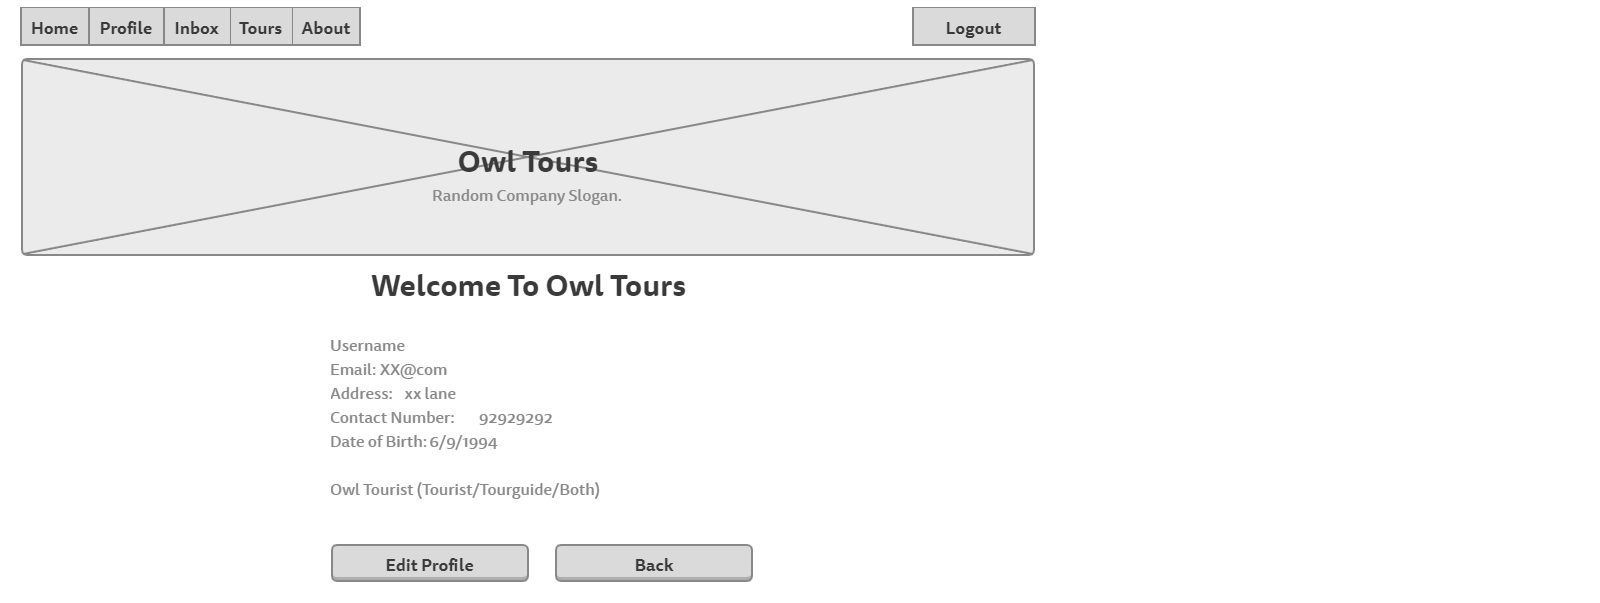 Home Profile Inbox Tours About Logout
Owl Tours
Random Company Slogan.
Welcome To Owl Tours
Username
Email: XX@com
Address: xx lane
Contact Number: 92929292
Date of Birth: 6/9/1994
Owl Tourist (Tourist/Tourguide/Both)
Edit Profile Back